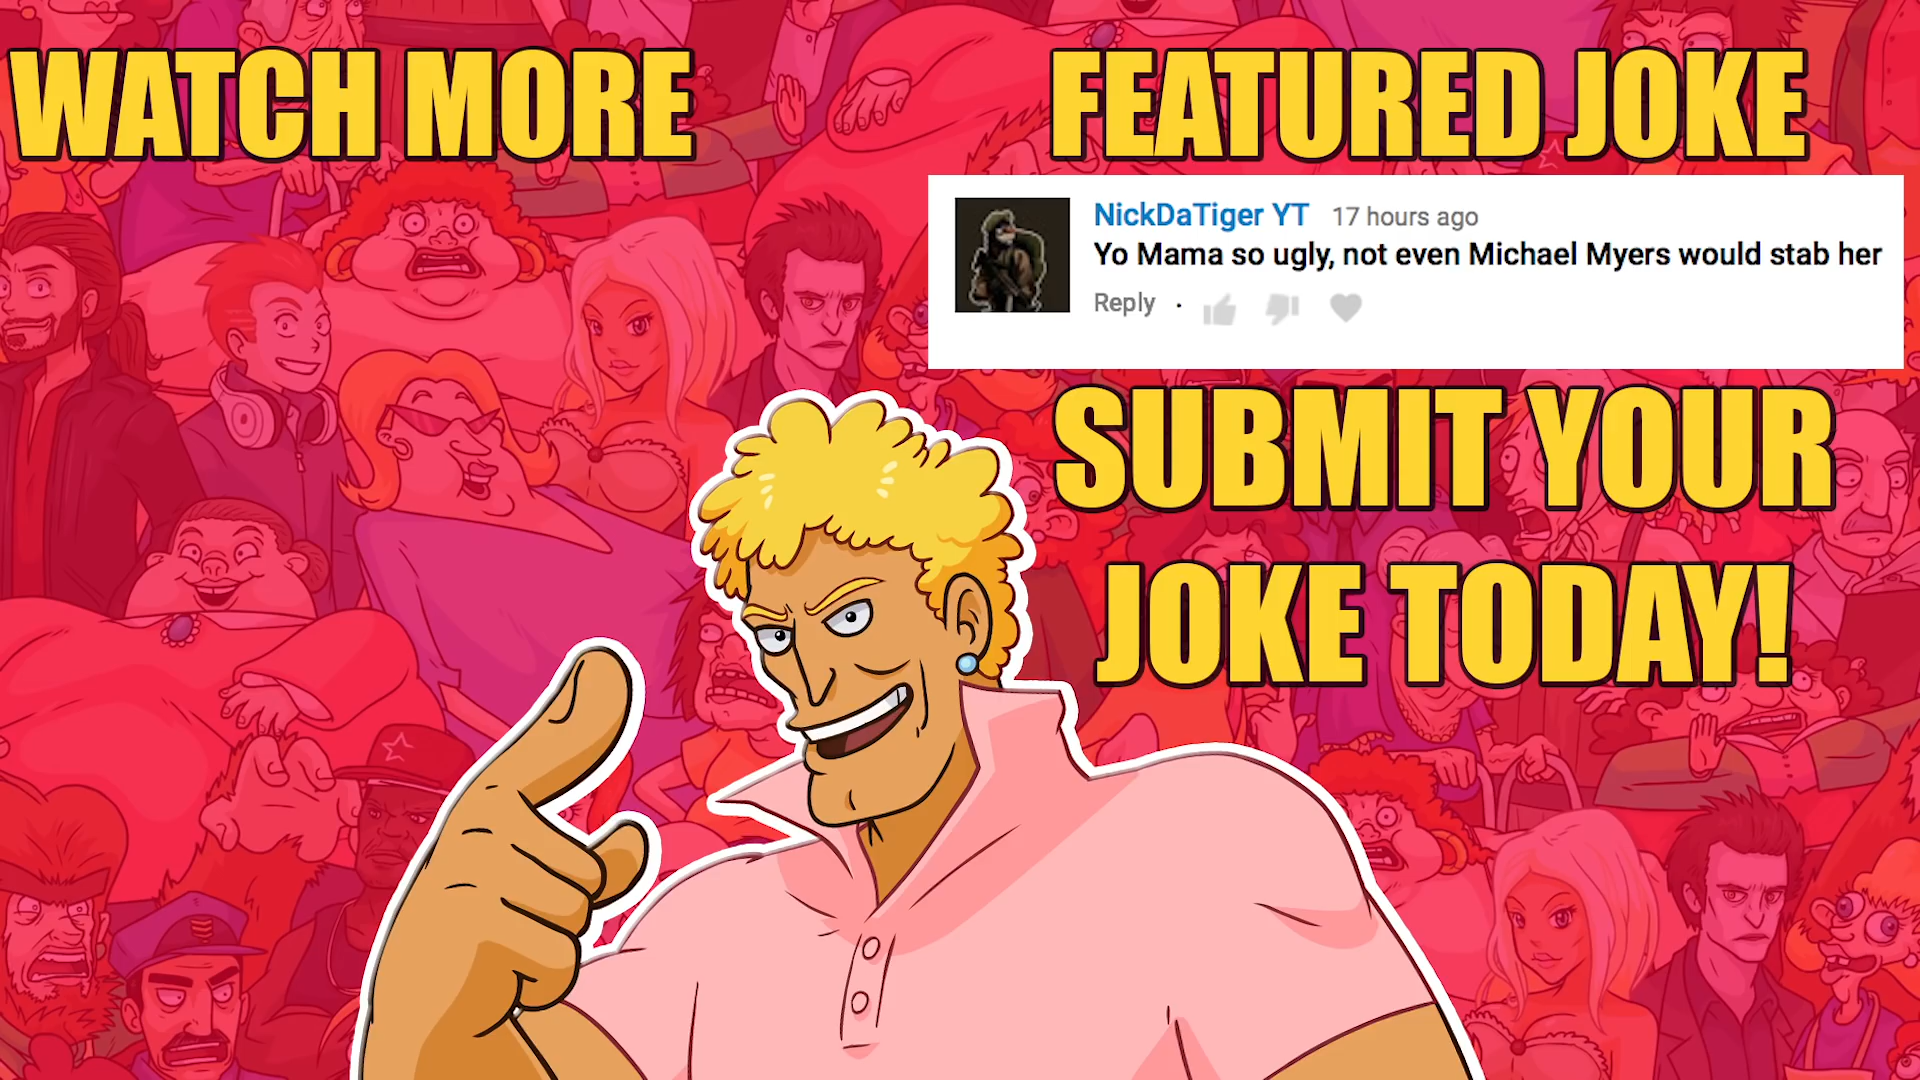 WATCH MORE
FEATURED JOKE
NickDaTiger YT 17 hours ago
Yo Mama so ugly, not even Michael Myers would stab her
Reply
SUBMIT YOUR
JOKE TODAY!